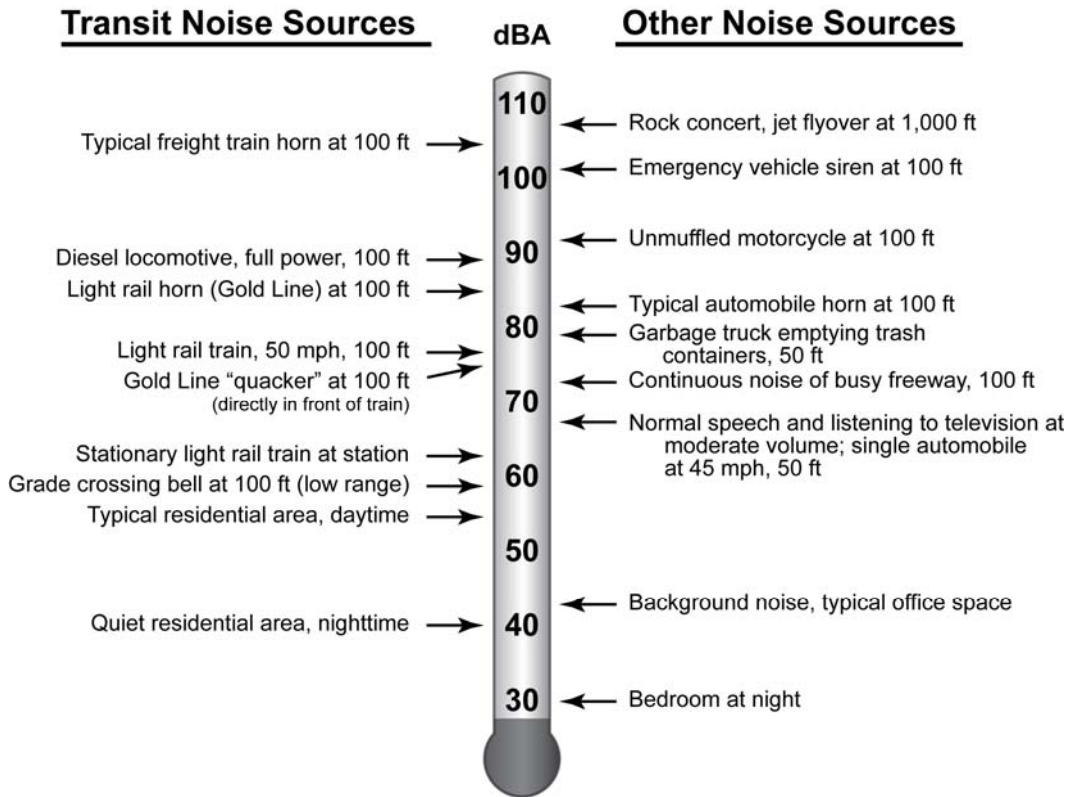 Transit Noise Sources
dBA
Other Noise Sources
110
Rock concert, jet flyover at 1,000 ft
Typical freight train horn at 100 ft
Emergency vehicle siren at 100 ft
100
Unmuffled motorcycle at 100 ft
90
Diesel locomotive, full power, 100 ft
Light rail horn (Gold Line) at 100 ft
Typical automobile horn at 100 ft
80
Garbage truck emptying trash
containers, 50 ft
Light rail train, 50 mph, 100 ft
Gold Line “quacker” at 100 ft
(directly in front of train)
Continuous noise of busy freeway, 100 ft
70
Normal speech and listening to television at
moderate volume; single automobile
at 45 mph, 50 ft
Stationary light rail train at station
60
Grade crossing bell at 100 ft (low range)
Typical residential area, daytime
50
Background noise, typical office space
Quiet residential area, nighttime
40
30
Bedroom at night